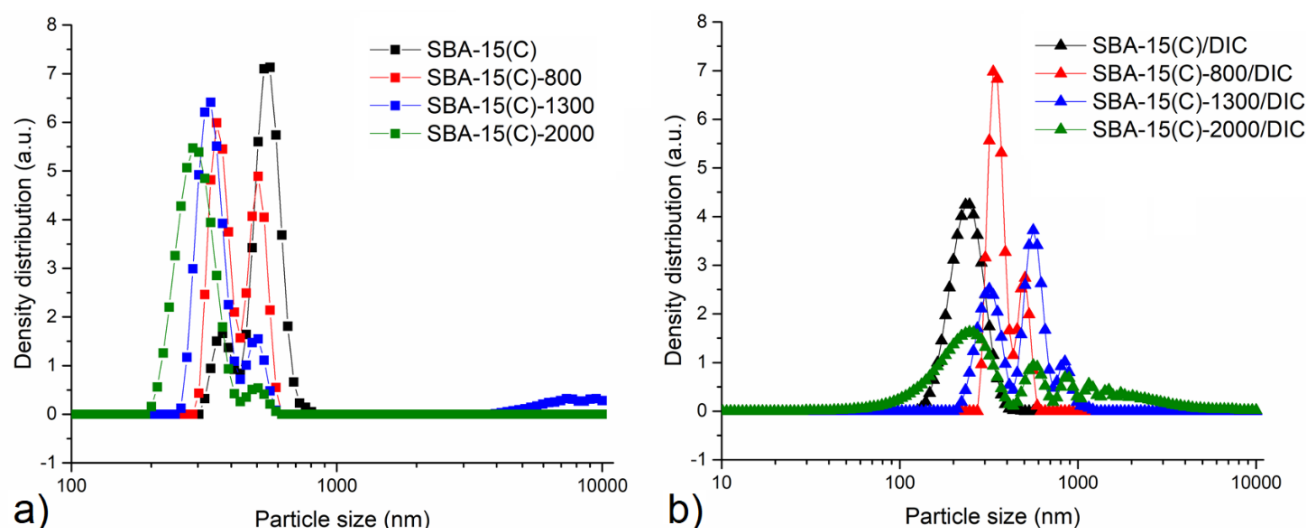 8
7
6
5
4
3
2
1
0
-1
Density distribution (a.u.)
SBA-15(C)
SBA-15(C)-800
SBA-15(C)-1300
SBA-15(C)-2000
100
1000
10000
Particle size (nm)
a)
8
7
6
5
4
3
2
1
0
-1
Density distribution (a.u.)
SBA-15(C)/DIC
SBA-15(C)-800/DIC
SBA-15(C)-1300/DIC
SBA-15(C)-2000/DIC
10
100
1000
10000
Particle size (nm)
b)